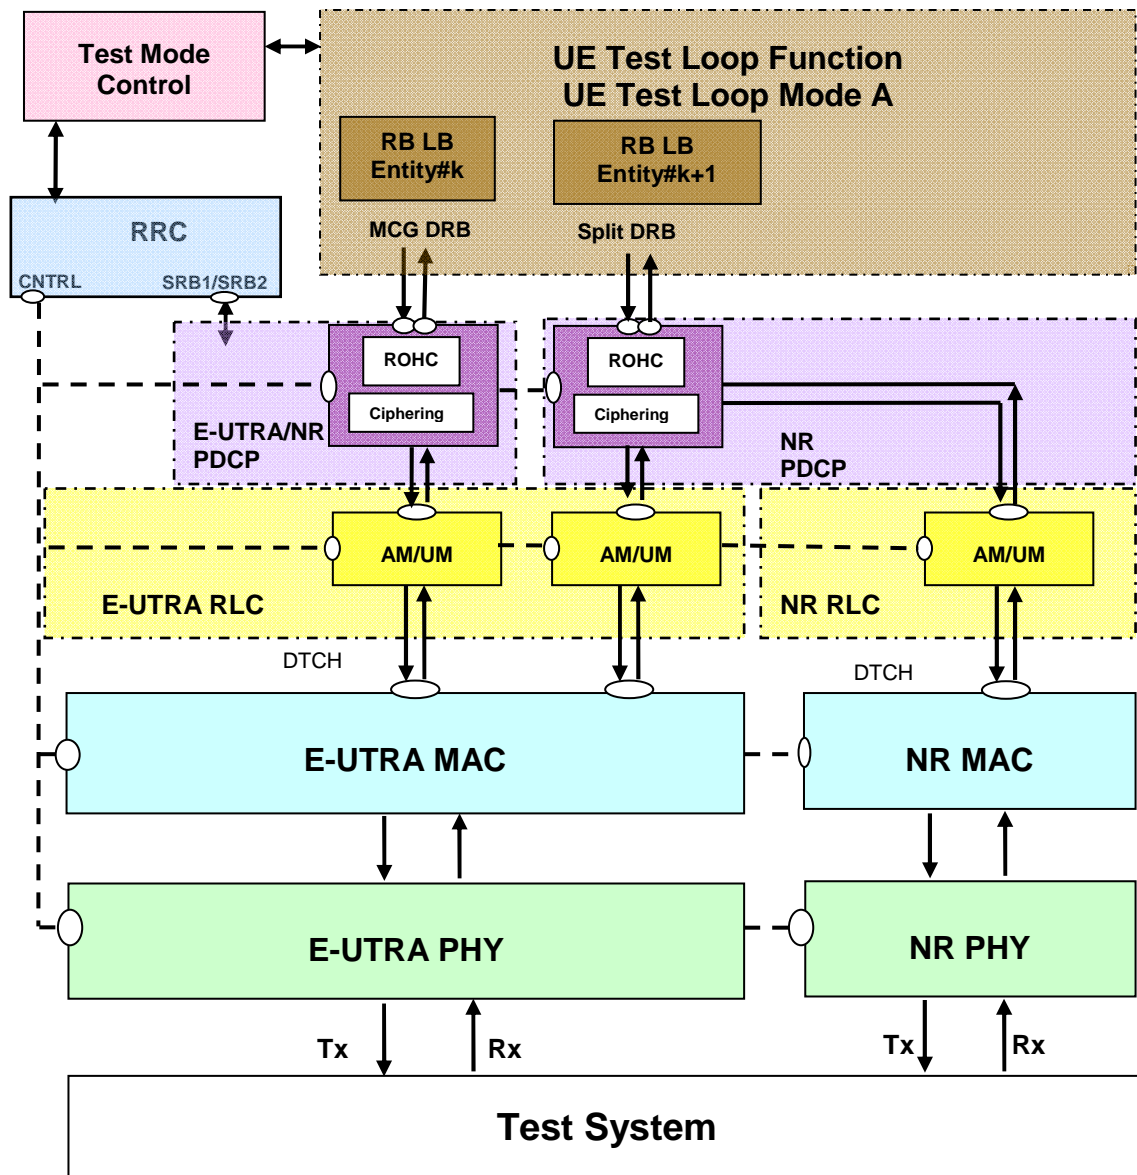 Test Mode
Control
UE Test Loop Function
UE Test Loop Mode A
RB LB
Entity#k
RB LB
Entity#k+1
RRC
MCG DRB
Split DRB
CNTRL
SRB1/SRB2
ROHC
ROHC
Ciphering
Ciphering
E-UTRA/NR
PDCP
NR
PDCP
AM/UM
AM/UM
AM/UM
E-UTRA RLC
NR RLC
DTCH
DTCH
E-UTRA MAC
NR MAC
E-UTRA PHY
NR PHY
Tx
Rx
Tx
Rx
Test System